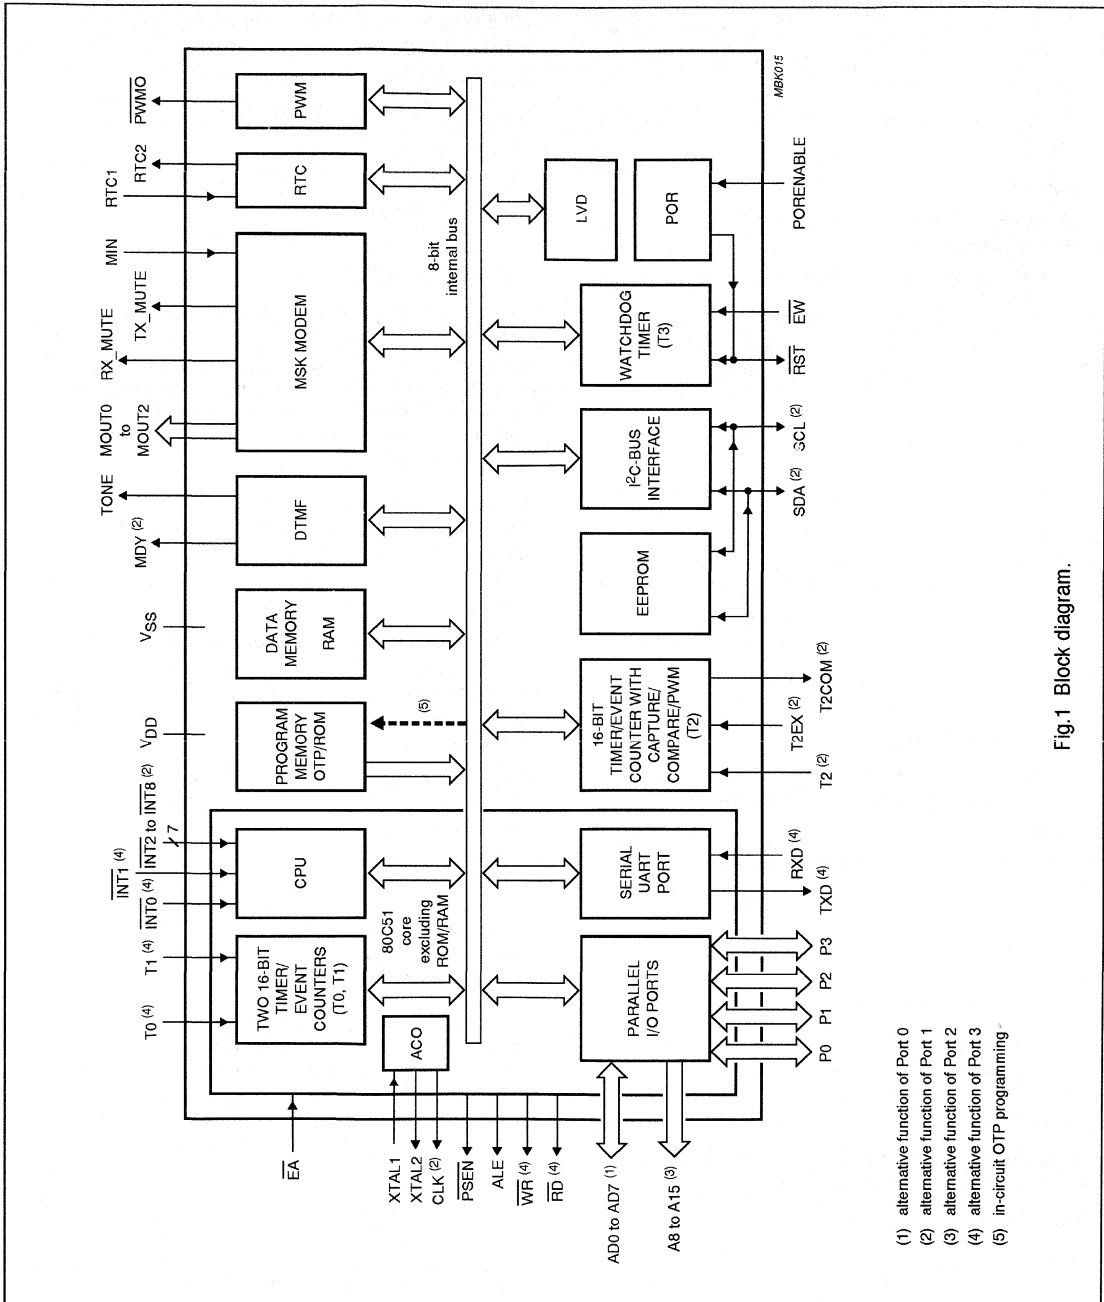 EA
XTAL1
XTAL2
CLK (2)
PSEN
ALE
WR (4)
RD (4)
AD0 to AD7 (1)
A8 to A15 (3)
T0 (4)
T1 (4)
INT0 (4)
INT1 (4)
INT2 to INT8 (2)
7
VDD
VSS
MDY (2)
TONE
MOUT0
to
MOUT2
RX_MUTE
TX_MUTE
MIN
RTC1
RTC2
PWMO
TWO 16-BIT
TIMER/
EVENT
COUNTERS
(T0, T1)
CPU
PROGRAM
MEMORY
OTP/ROM
DATA
MEMORY
RAM
DTMF
MSK MODEM
RTC
PWM
ACO
80C51
core
excluding
ROM/RAM
(5)
8-bit
internal bus
PARALLEL
I/O PORTS
SERIAL
UART
PORT
16-BIT
TIMER/EVENT
COUNTER WITH
CAPTURE/
COMPARE/PWM
(T2)
EEPROM
I2C-BUS
INTERFACE
WATCHDOG
TIMER
(T3)
LVD
POR
P0
P1
P2
P3
TXD (4)
RXD (4)
T2 (2)
T2EX (2)
T2COM (2)
SDA (2)
SCL (2)
RST
EW
PORENABLE
MBK015
(1) alternative function of Port 0
(2) alternative function of Port 1
(3) alternative function of Port 2
(4) alternative function of Port 3
(5) in-circuit OTP programming
Fig.1 Block diagram.